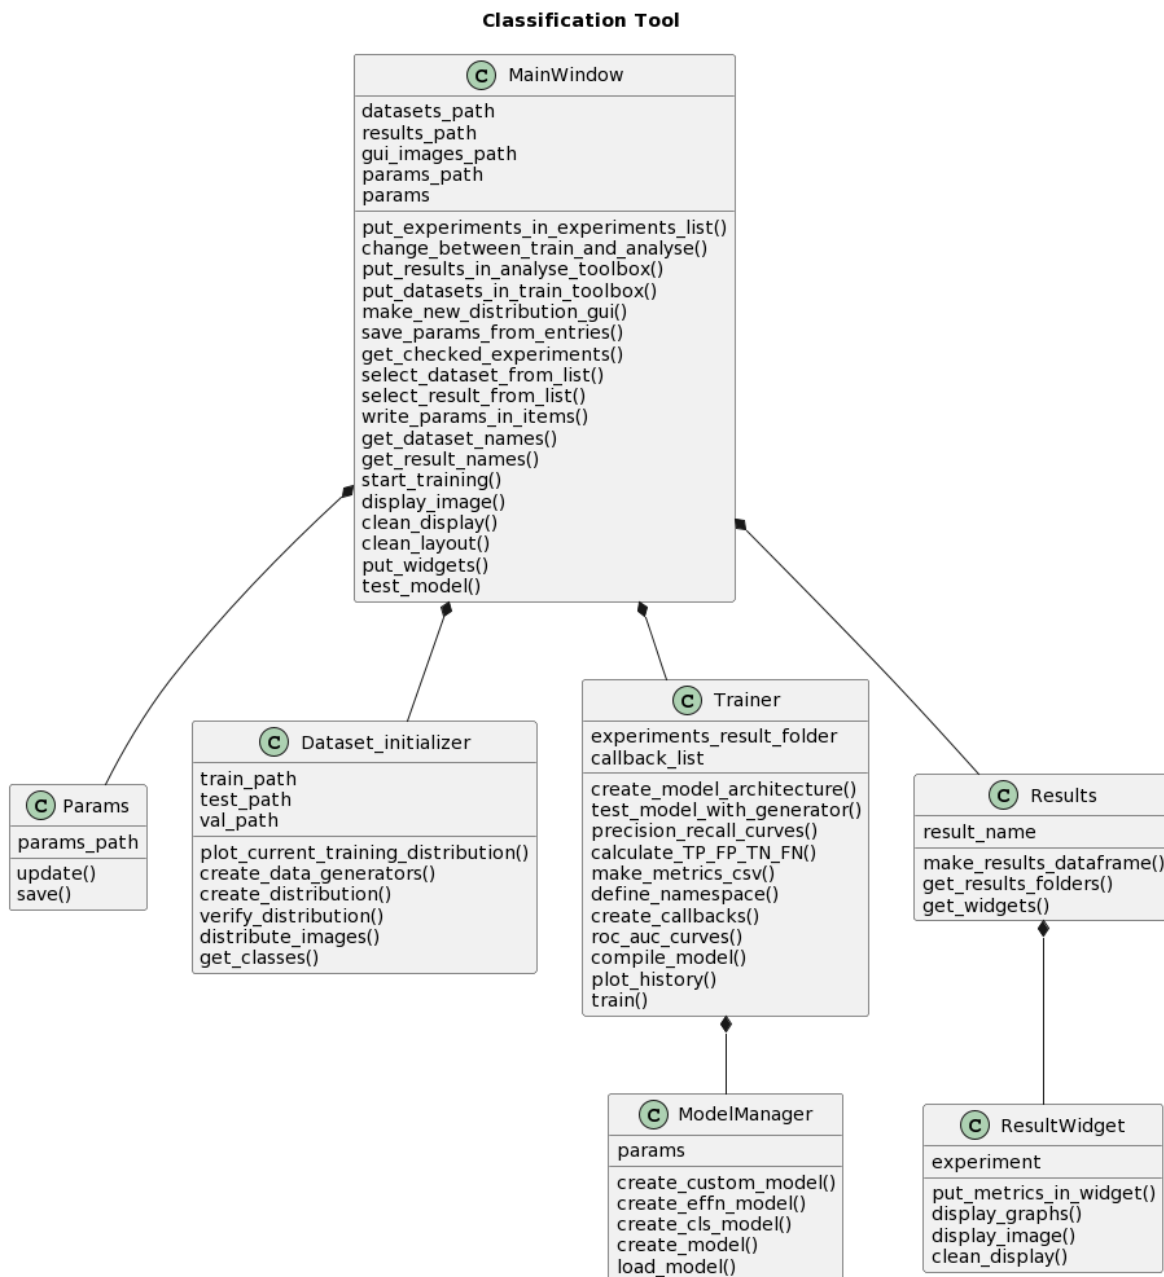 Classification Tool
C MainWindow
datasets_path
results_path
gui_images_path
params_path
params
put_experiments_in_experiments_list()
change_between_train_and_analyse()
put_results_in_analyse_toolbox()
put_datasets_in_train_toolbox()
make_new_distribution_gui()
save_params_from_entries()
get_checked_experiments()
select_dataset_from_list()
select_result_from_list()
write_params_in_items()
get_dataset_names()
get_result_names()
start_training()
display_image()
clean_display()
clean_layout()
put_widgets()
test_model()
C Params
params_path
update()
save()
C Dataset_initializer
train_path
test_path
val_path
plot_current_training_distribution()
create_data_generators()
create_distribution()
verify_distribution()
distribute_images()
get_classes()
C Trainer
experiments_result_folder
callback_list
create_model_architecture()
test_model_with_generator()
precision_recall_curves()
calculate_TP_FP_TN_FN()
make_metrics_csv()
define_namespace()
create_callbacks()
roc_auc_curves()
compile_model()
plot_history()
train()
C Results
result_name
make_results_dataframe()
get_results_folders()
get_widgets()
C ModelManager
params
create_custom_model()
create_effn_model()
create_cls_model()
create_model()
load_model()
C ResultWidget
experiment
put_metrics_in_widget()
display_graphs()
display_image()
clean_display()